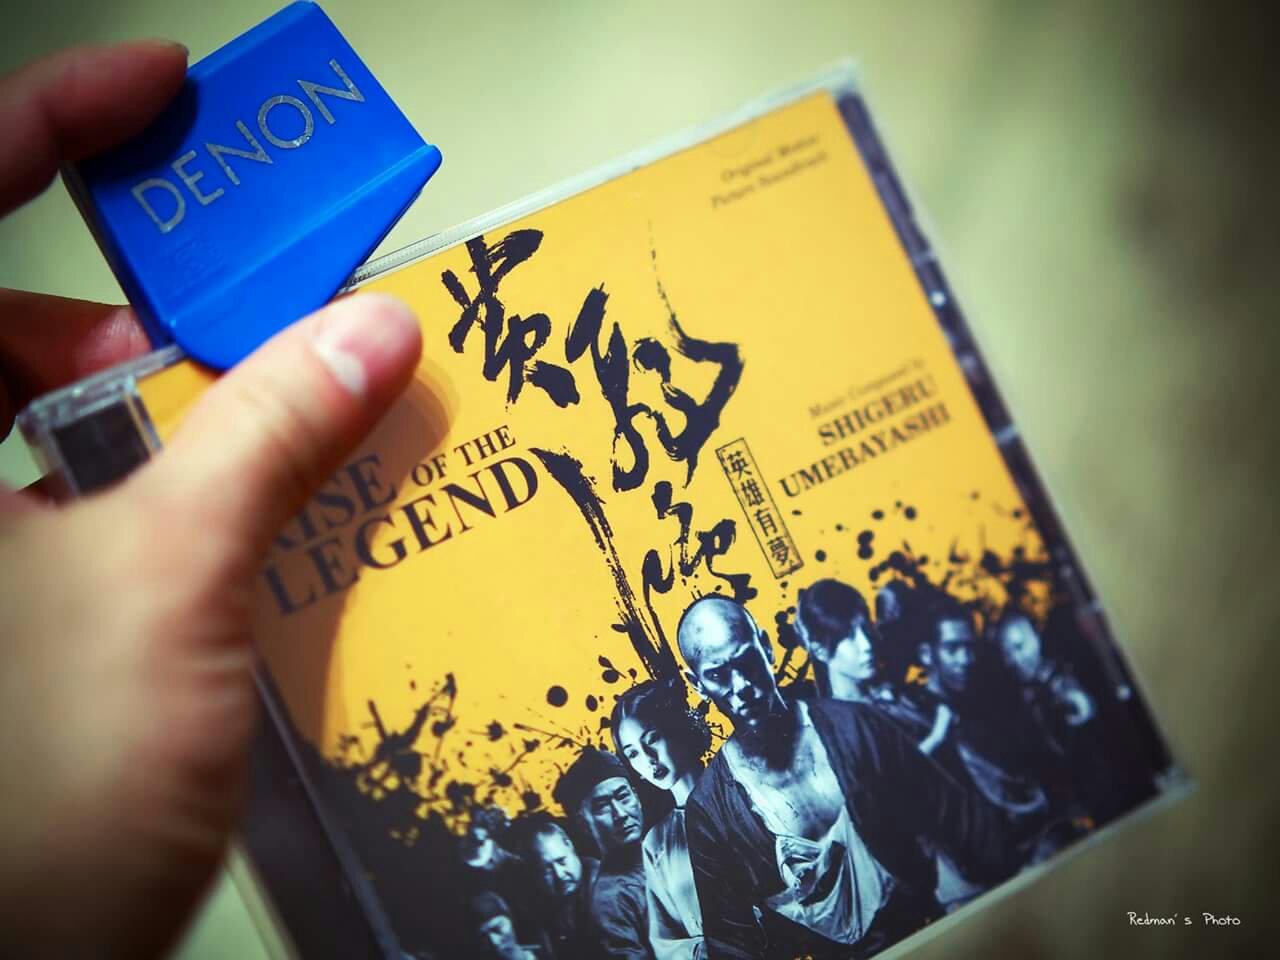 DENON
Original Motion
Picture Soundtrack
黃飛鴻
RISE OF THE
LEGEND
英雄有夢
Music Composed by
SHIGERU
UMEBAYASHI
Redman's Photo